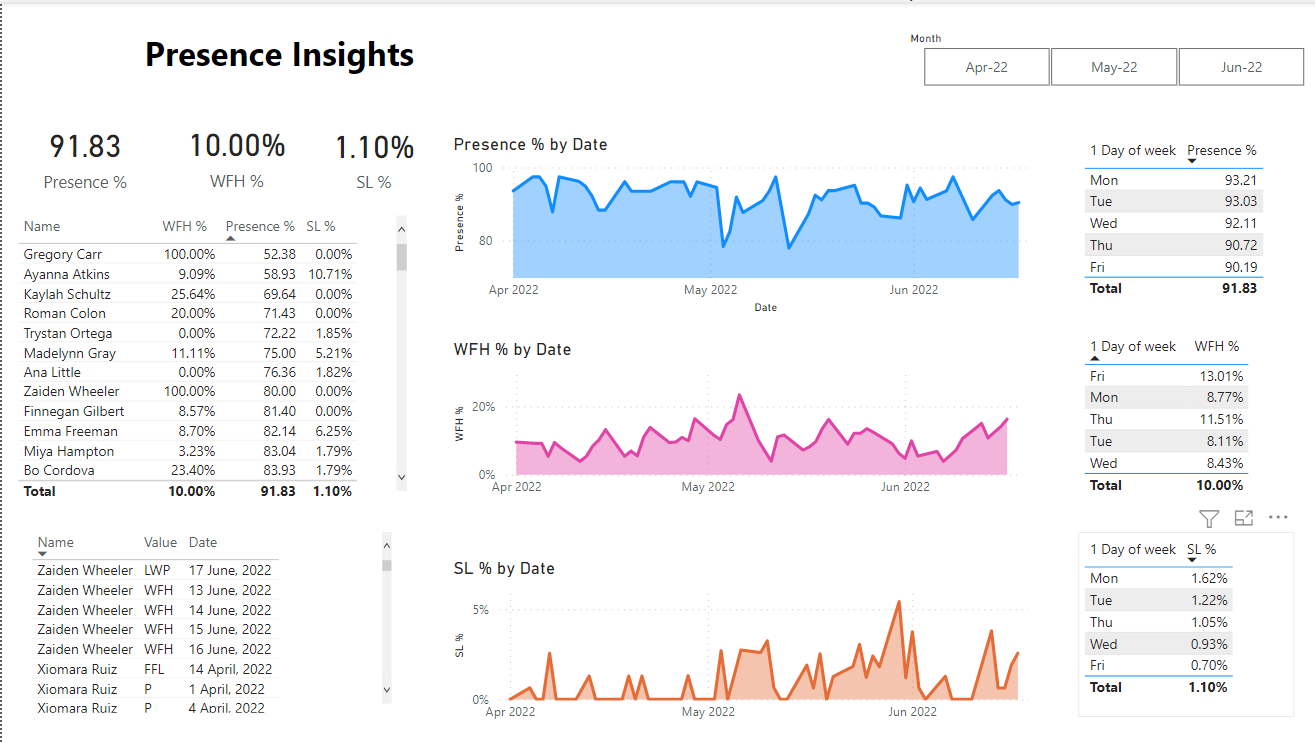 Presence Insights
Month
Apr-22 May-22 Jun-22
91.83 10.00% 1.10%
Presence % WFH % SL %
Name WFH % Presence % SL %
Gregory Carr 100.00% 52.38 0.00%
Ayanna Atkins 9.09% 58.93 10.71%
Kaylah Schultz 25.64% 69.64 0.00%
Roman Colon 20.00% 71.43 0.00%
Trystan Ortega 0.00% 72.22 1.85%
Madelynn Gray 11.11% 75.00 5.21%
Ana Little 0.00% 76.36 1.82%
Zaiden Wheeler 100.00% 80.00 0.00%
Finnegan Gilbert 8.57% 81.40 0.00%
Emma Freeman 8.70% 82.14 6.25%
Miya Hampton 3.23% 83.04 1.79%
Bo Cordova 23.40% 83.93 1.79%
Total 10.00% 91.83 1.10%
Name Value Date
Zaiden Wheeler LWP 17 June, 2022
Zaiden Wheeler WFH 13 June, 2022
Zaiden Wheeler WFH 14 June, 2022
Zaiden Wheeler WFH 15 June, 2022
Zaiden Wheeler WFH 16 June, 2022
Xiomara Ruiz FFL 14 April, 2022
Xiomara Ruiz P 1 April, 2022
Xiomara Ruiz P 4 April, 2022
Presence % by Date
Presence %
100
80
Apr 2022 May 2022 Jun 2022
Date
WFH % by Date
WFH %
20%
0%
Apr 2022 May 2022 Jun 2022
SL % by Date
SL %
5%
0%
Apr 2022 May 2022 Jun 2022
1 Day of week Presence %
Mon 93.21
Tue 93.03
Wed 92.11
Thu 90.72
Fri 90.19
Total 91.83
1 Day of week WFH %
Fri 13.01%
Mon 8.77%
Thu 11.51%
Tue 8.11%
Wed 8.43%
Total 10.00%
1 Day of week SL %
Mon 1.62%
Tue 1.22%
Thu 1.05%
Wed 0.93%
Fri 0.70%
Total 1.10%